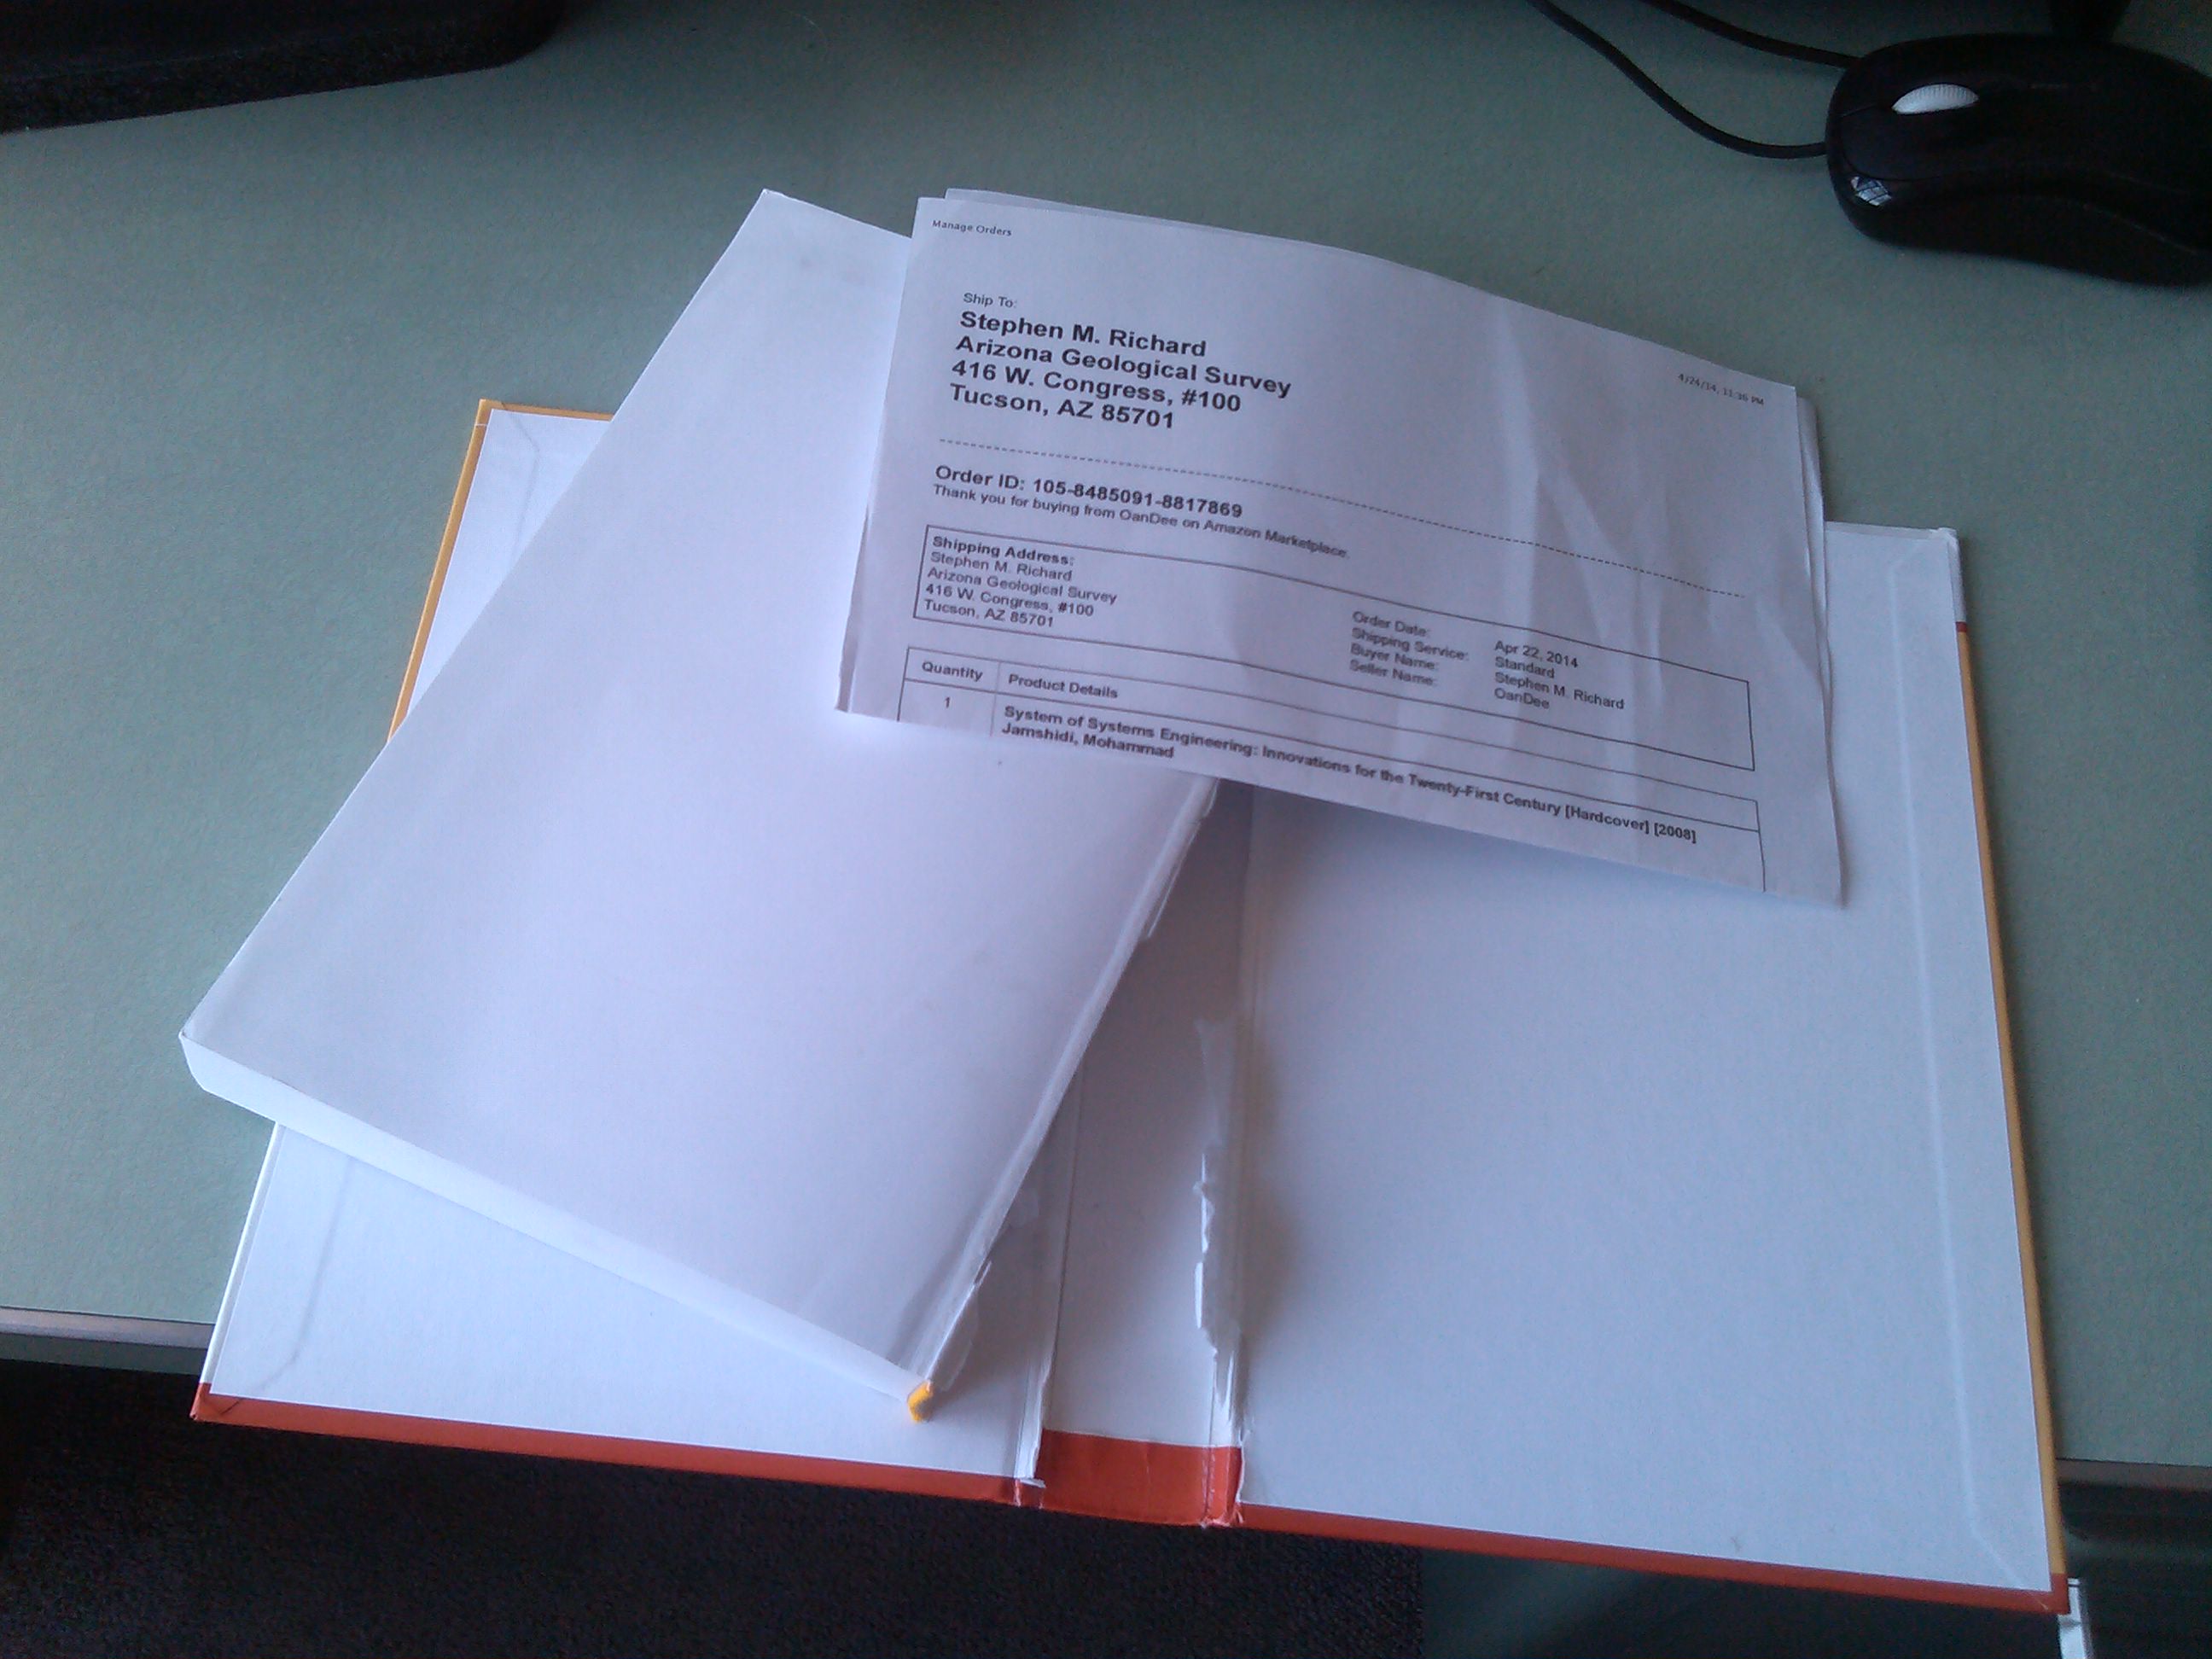 Manage Orders
4/24/14, 11:36 PM
Ship To:
Stephen M. Richard
Arizona Geological Survey
416 W. Congress, #100
Tucson, AZ 85701
Order ID: 105-8485091-8817869
Thank you for buying from OanDee on Amazon Marketplace.
Shipping Address:
Stephen M. Richard
Arizona Geological Survey
416 W. Congress, #100
Tucson, AZ 85701
Order Date: Apr 22, 2014
Shipping Service: Standard
Buyer Name: Stephen M. Richard
Seller Name: OanDee
Quantity Product Details
1 System of Systems Engineering: Innovations for the Twenty-First Century [Hardcover] [2008]
Jamshidi, Mohammad